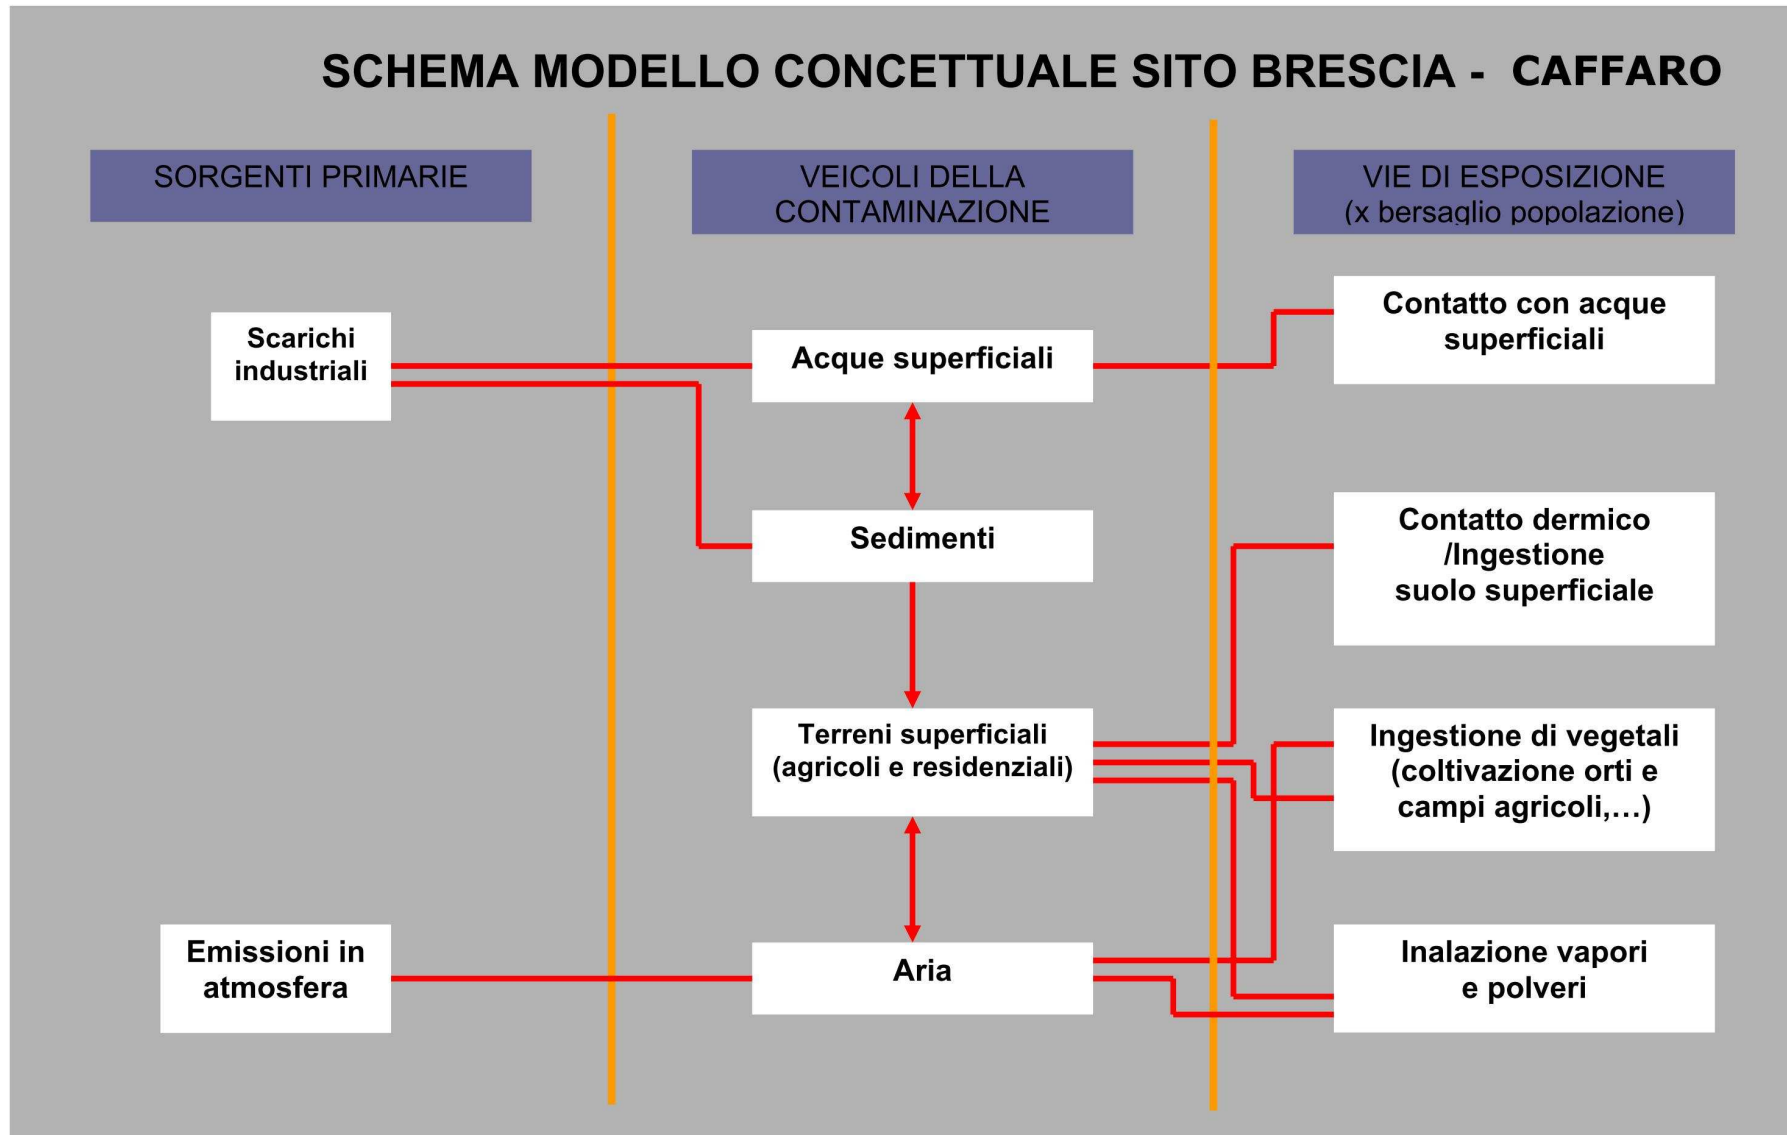 SCHEMA MODELLO CONCETTUALE SITO BRESCIA - CAFFARO
SORGENTI PRIMARIE
VEICOLI DELLA
CONTAMINAZIONE
VIE DI ESPOSIZIONE
(x bersaglio popolazione)
Scarichi
industriali
Acque superficiali
Contatto con acque
superficiali
Sedimenti
Contatto dermico
/Ingestione
suolo superficiale
Terreni superficiali
(agricoli e residenziali)
Ingestione di vegetali
(coltivazione orti e
campi agricoli,…)
Emissioni in
atmosfera
Aria
Inalazione vapori
e polveri